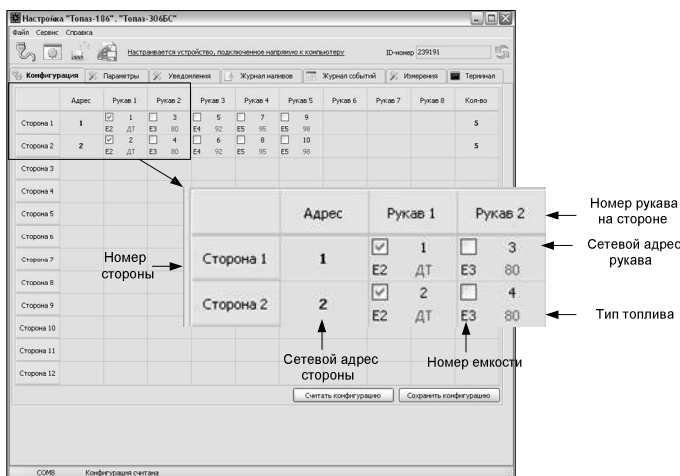 Настройка "Топаз-186", "Топаз-306БС"
Файл Сервис Справка
Настраивается устройство, подключенное напрямую к компьютеру ID-номер 239191
Конфигурация Параметры Уведомления Журнал наливов Журнал событий Измерения Терминал
Адрес Рукав 1 Рукав 2 Рукав 3 Рукав 4 Рукав 5 Рукав 6 Рукав 7 Рукав 8 Кол-во
Сторона 1 1 1 3 5 7 9 5
E2 ДТ E3 80 E4 92 E5 95 E5 98
Сторона 2 2 2 4 6 8 10 5
E2 ДТ E3 80 E4 92 E5 95 E5 98
Сторона 3
Сторона 4
Сторона 5
Сторона 6
Сторона 7
Сторона 8
Сторона 9
Сторона 10
Сторона 11
Сторона 12
Адрес Рукав 1 Рукав 2
Сторона 1 1 1 3
E2 ДТ E3 80
Сторона 2 2 2 4
E2 ДТ E3 80
Номер рукава
на стороне
Сетевой адрес
рукава
Тип топлива
Номер
стороны
Сетевой адрес
стороны
Номер емкости
Считать конфигурацию Сохранить конфигурацию
COM8 Конфигурация считана